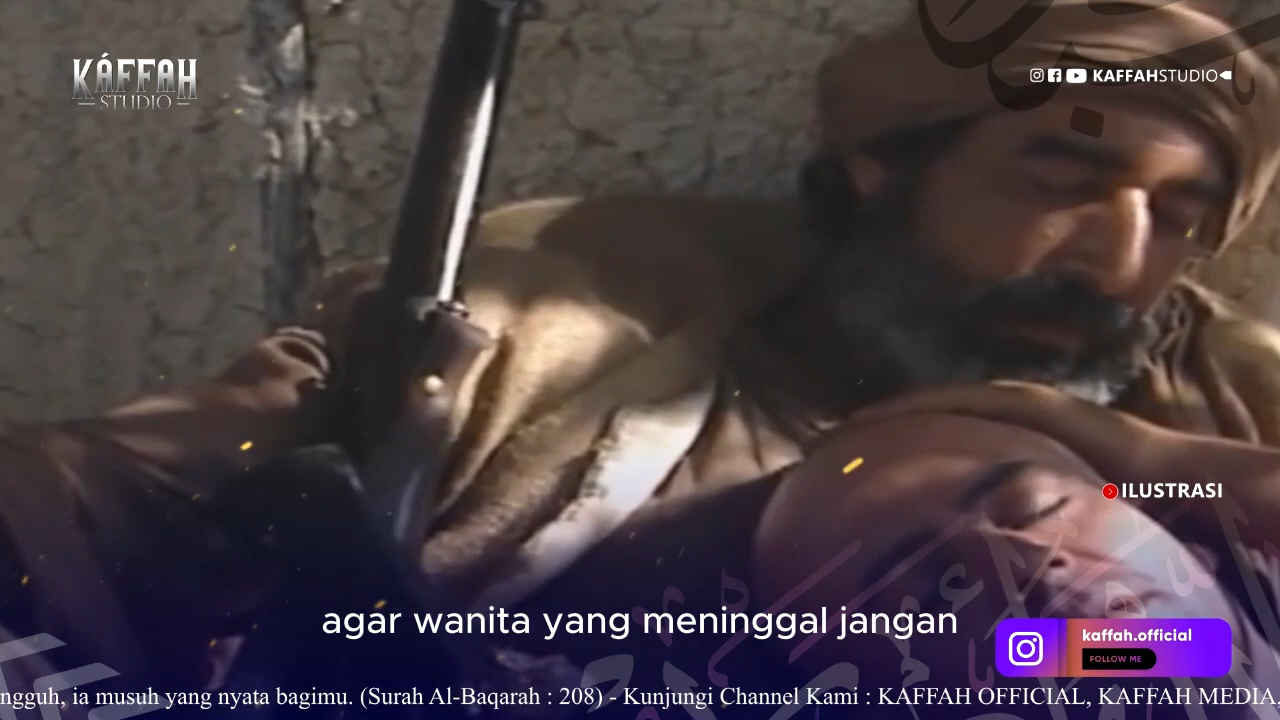 KÁFFAH
STUDIO
KAFFAHSTUDIO
ILUSTRASI
agar wanita yang meninggal jangan
kaffah.official
FOLLOW ME
ngguh, ia musuh yang nyata bagimu. (Surah Al-Baqarah : 208) - Kunjungi Channel Kami : KAFFAH OFFICIAL, KAFFAH MEDIA,